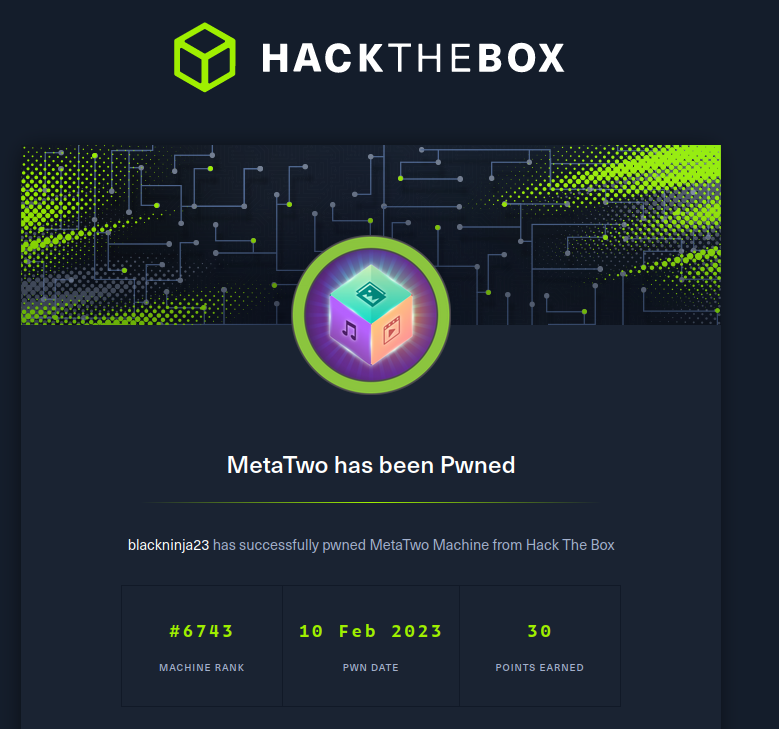 HACKTHEBOX
MetaTwo has been Pwned
blackninja23 has successfully pwned MetaTwo Machine from Hack The Box
#6743 10 Feb 2023 30
MACHINE RANK PWN DATE POINTS EARNED